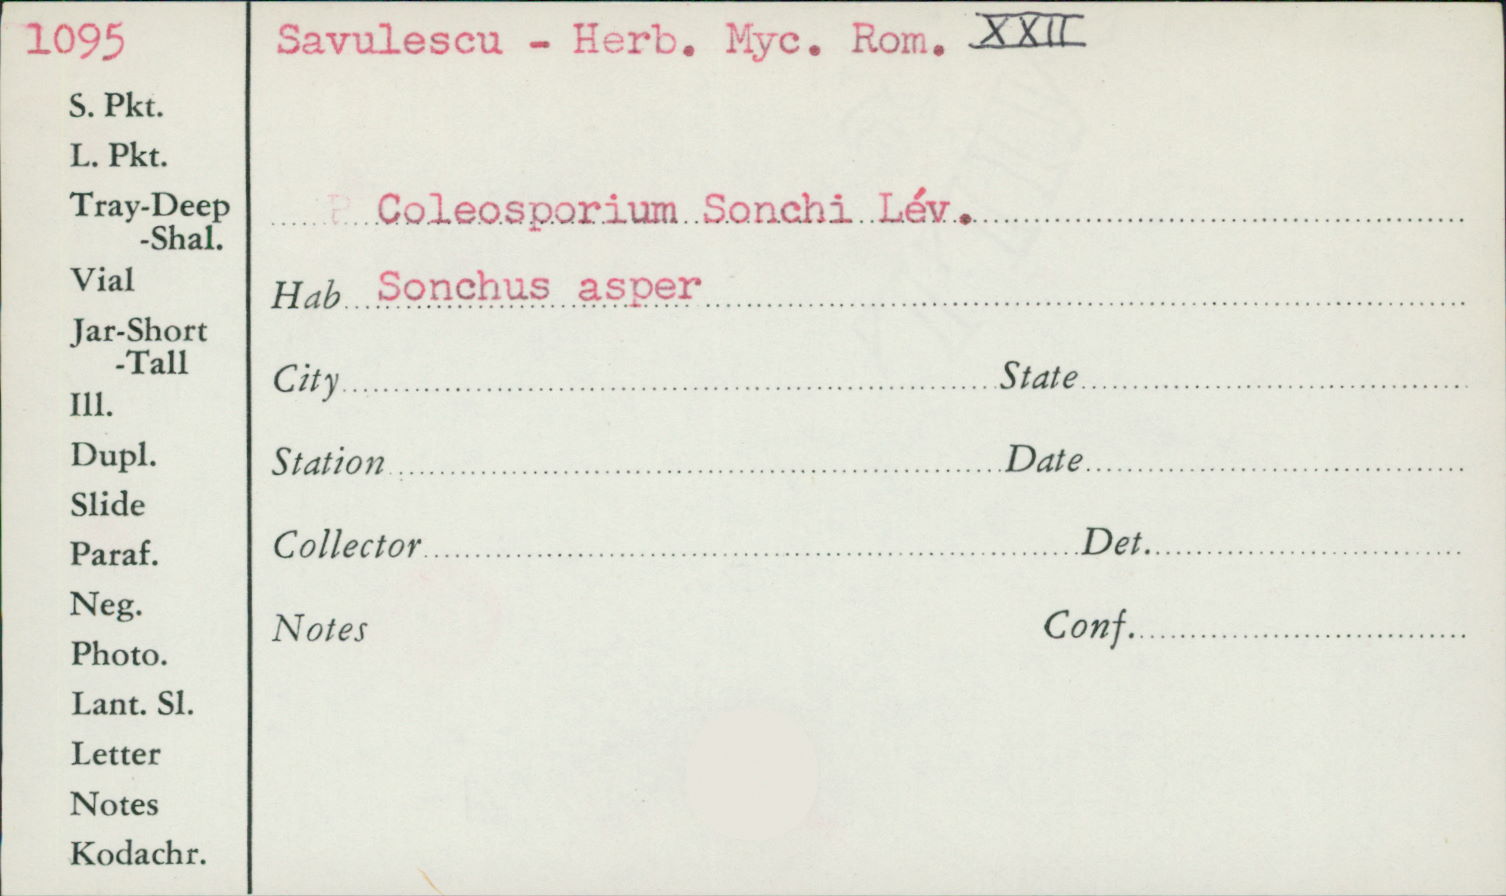 1095
Savulescu - Herb. Myc. Rom. XXII
S. Pkt.
L. Pkt.
Tray-Deep
-Shal.
Vial
Jar-Short
-Tall
Ill.
Dupl.
Slide
Paraf.
Neg.
Photo.
Lant. Sl.
Letter
Notes
Kodachr.
P Coleosporium Sonchi Lév.
Hab Sonchus asper
City State
Station Date
Collector Det.
Notes Conf.